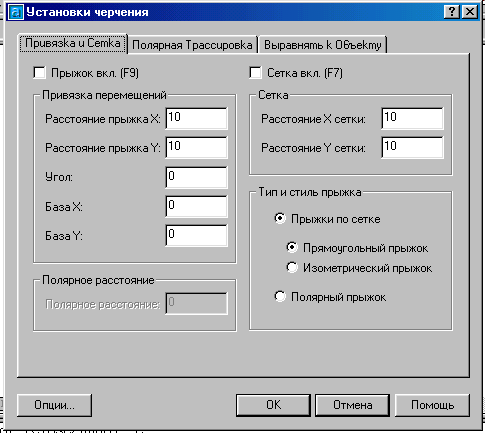 Установки черчения
Привязка и Сетка
Полярная Трассировка
Выравнять k Объекту
Прыжок вкл. (F9)
Сетка вкл. (F7)
Привязка перемещений
Расстояние прыжка X: 10
Расстояние прыжка Y: 10
Угол: 0
База X: 0
База Y: 0
Полярное расстояние
Полярное расстояние: 0
Сетка
Расстояние X сетки: 10
Расстояние Y сетки: 10
Тип и стиль прыжка
Прыжки по сетке
Прямоугольный прыжок
Изометрический прыжок
Полярный прыжок
Опции...
OK
Отмена
Помощь